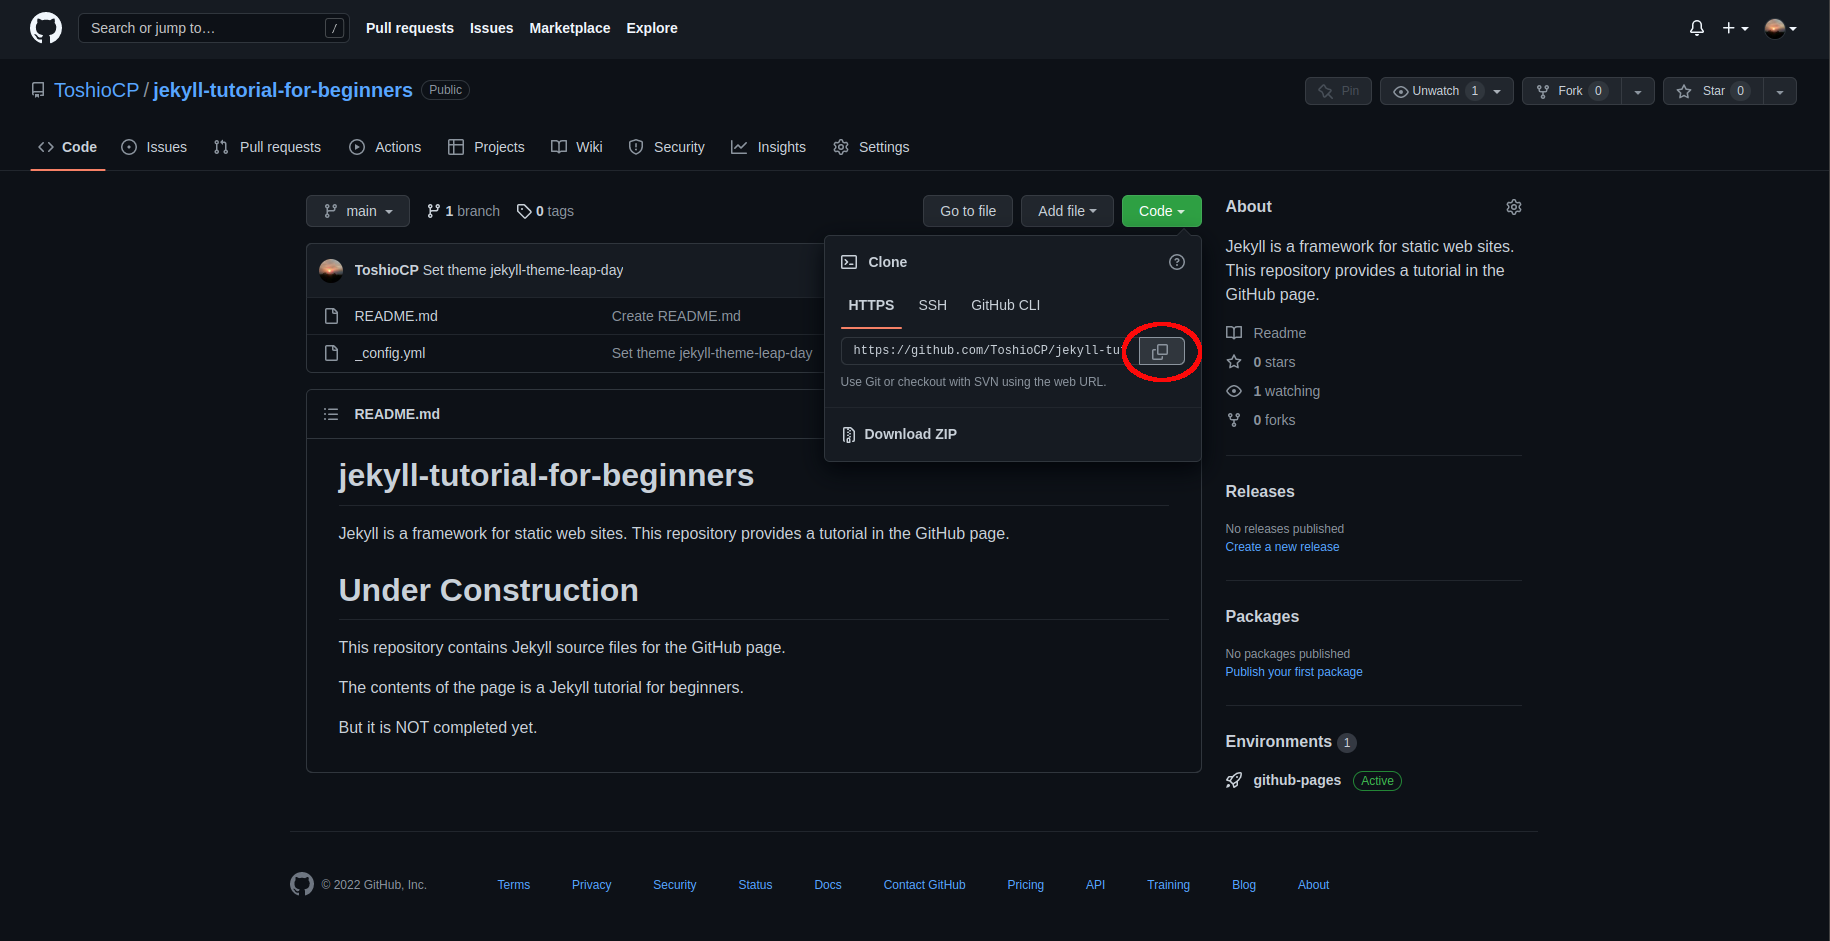 Search or jump to… /
Pull requests Issues Marketplace Explore
ToshioCP / jekyll-tutorial-for-beginners Public
Pin Unwatch 1 Fork 0 Star 0
Code Issues Pull requests Actions Projects Wiki Security Insights Settings
main 1 branch 0 tags Go to file Add file Code
ToshioCP Set theme jekyll-theme-leap-day
README.md Create README.md
_config.yml Set theme jekyll-theme-leap-day
Clone
HTTPS SSH GitHub CLI
https://github.com/ToshioCP/jekyll-tu
Use Git or checkout with SVN using the web URL.
Download ZIP
README.md
jekyll-tutorial-for-beginners
Jekyll is a framework for static web sites. This repository provides a tutorial in the GitHub page.
Under Construction
This repository contains Jekyll source files for the GitHub page.
The contents of the page is a Jekyll tutorial for beginners.
But it is NOT completed yet.
About
Jekyll is a framework for static web sites.
This repository provides a tutorial in the
GitHub page.
Readme
0 stars
1 watching
0 forks
Releases
No releases published
Create a new release
Packages
No packages published
Publish your first package
Environments 1
github-pages Active
© 2022 GitHub, Inc. Terms Privacy Security Status Docs Contact GitHub Pricing API Training Blog About